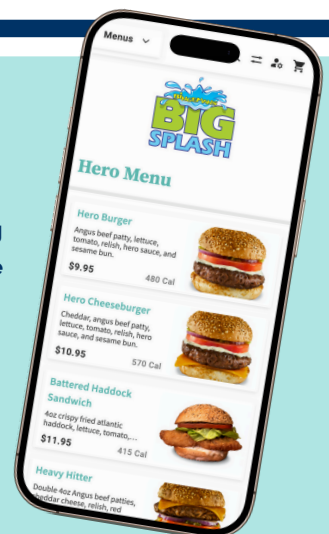 Menus
BIG
SPLASH
Hero Menu
Hero Burger
Angus beef patty, lettuce,
tomato, relish, hero sauce, and
sesame bun.
$9.95 480 Cal
Hero Cheeseburger
Cheddar, angus beef patty,
lettuce, tomato, relish, hero
sauce, and sesame bun.
$10.95 570 Cal
Battered Haddock
Sandwich
4oz crispy fried atlantic
haddock, lettuce, tomato,...
$11.95 415 Cal
Heavy Hitter
Double 4oz Angus beef patties,
cheddar cheese, relish, red